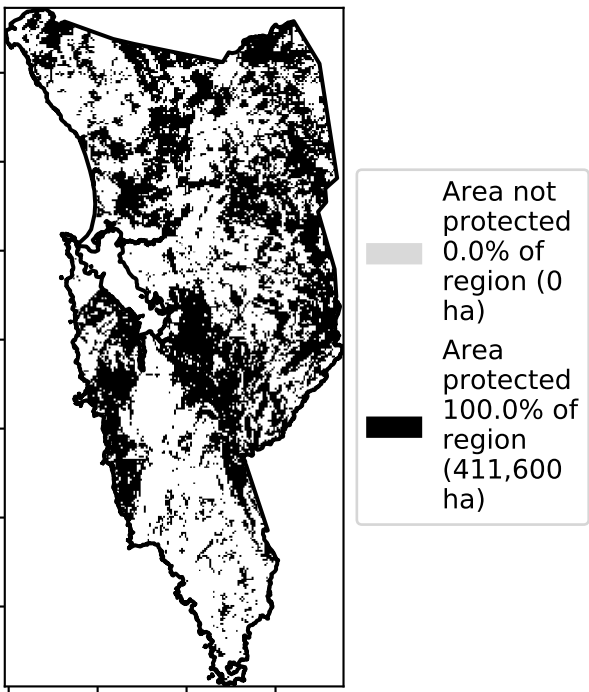 Area not
protected
0.0% of
region (0
ha)
Area
protected
100.0% of
region
(411,600
ha)